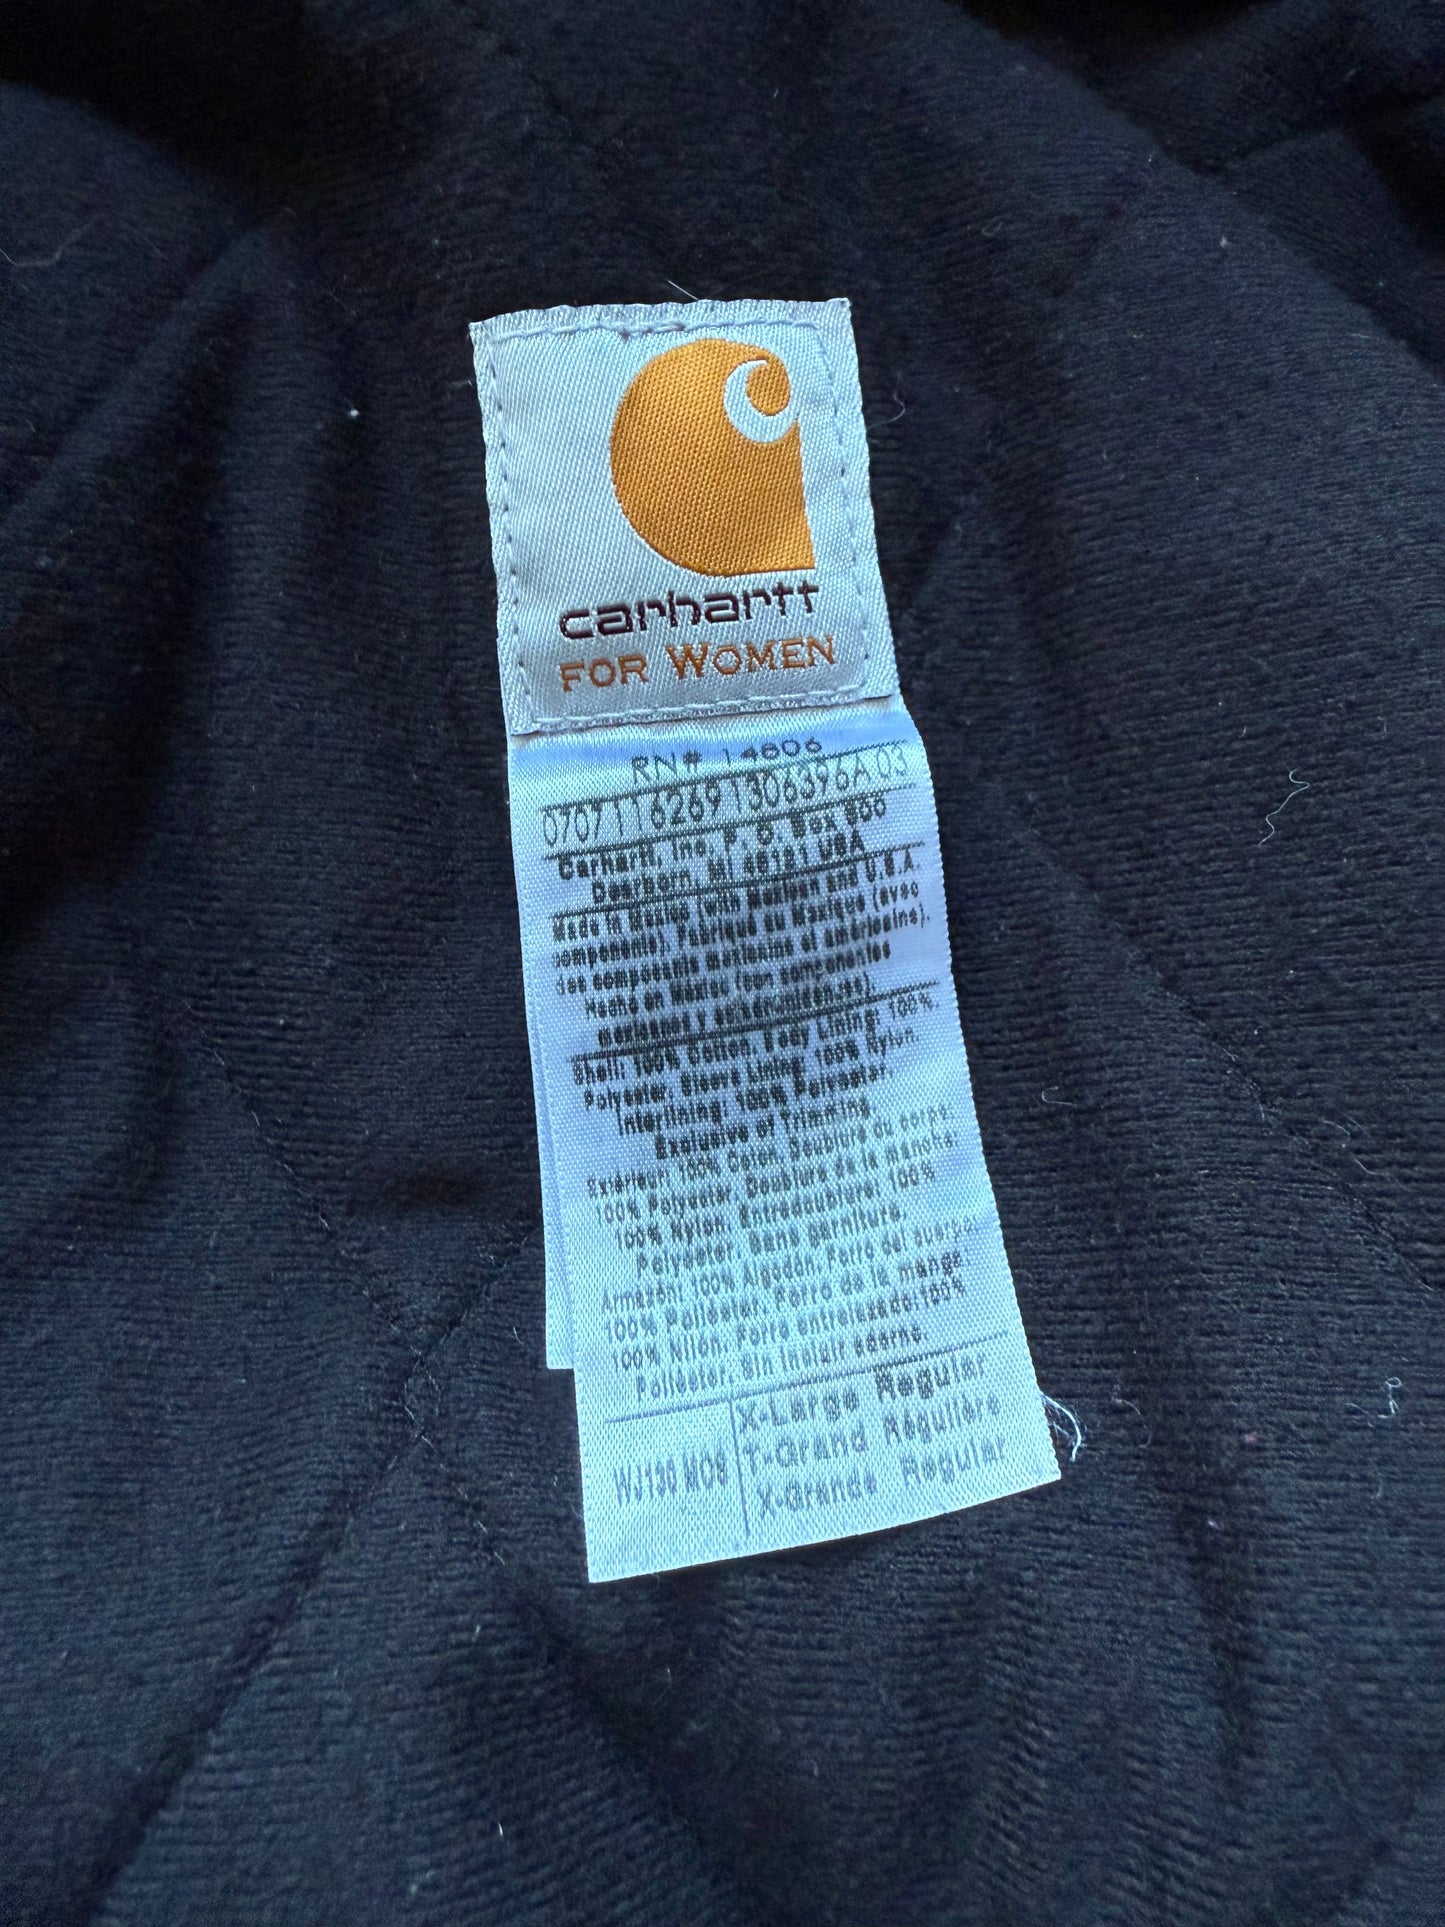 carhartt
FOR WOMEN
RN# 14806
0707116269 1306396A 03
Carhartt, Inc, P. O. Box 600
Dearborn, MI 48121 USA
Made in Mexico (with Mexican and U.S.A.
components). Fabriqué au Mexique (avec
des composants mexicains et américains).
Hecho en México (con componentes
mexicanos y estadounidenses).
Shell: 100% Cotton. Body Lining: 100%
Polyester. Sleeve Lining: 100% Nylon.
Interlining: 100% Polyester.
Exclusive of Trimming.
Extérieur: 100% Coton. Doublure du corps:
100% Polyester. Doublure de la manche:
100% Nylon. Entredoublure: 100%
Polyester. Sans garniture.
Armazón: 100% Algodón. Forro del cuerpo:
100% Poliéster. Forro de la manga:
100% Nilón. Forro entrelazado: 100%
Poliéster. Sin incluir adorno.
WJ130 MOS
X-Large Regular
T-Grand Régulière
X-Grande Regular